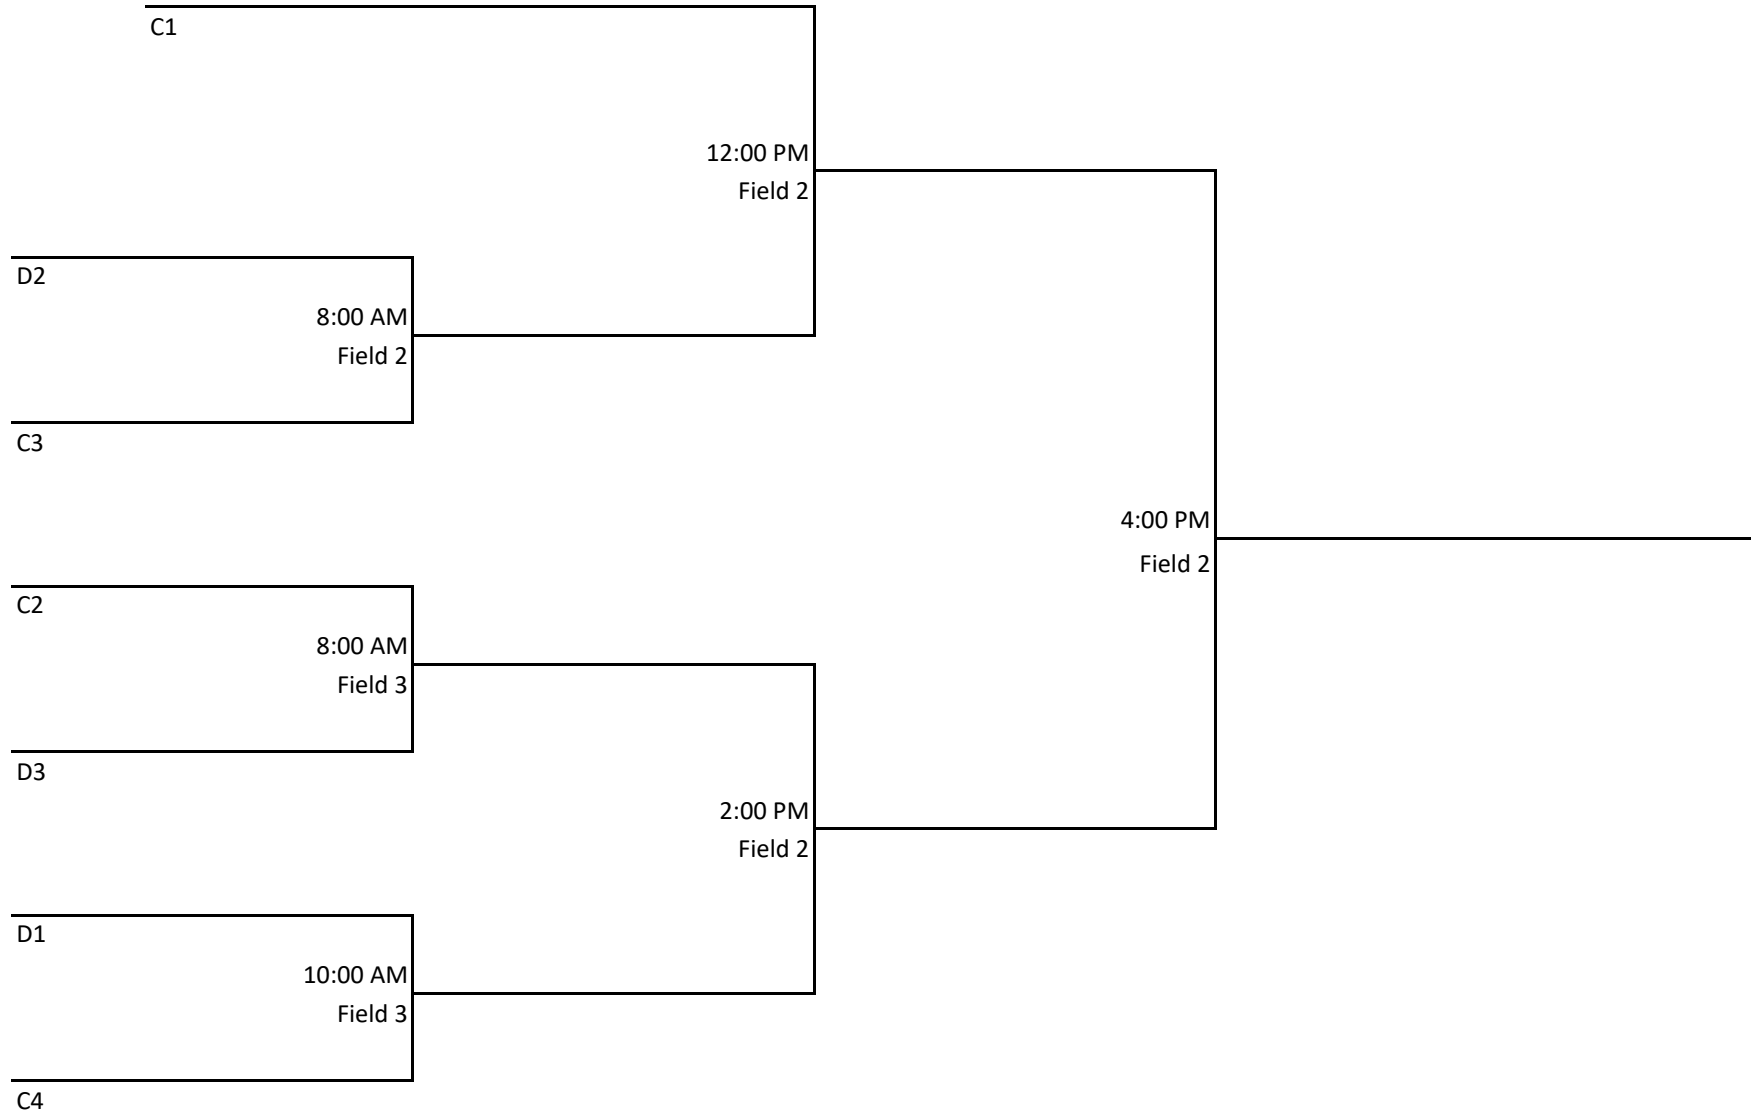 C1
12:00 PM
Field 2
D2
8:00 AM
Field 2
C3
4:00 PM
Field 2
C2
8:00 AM
Field 3
D3
2:00 PM
Field 2
D1
10:00 AM
Field 3
C4